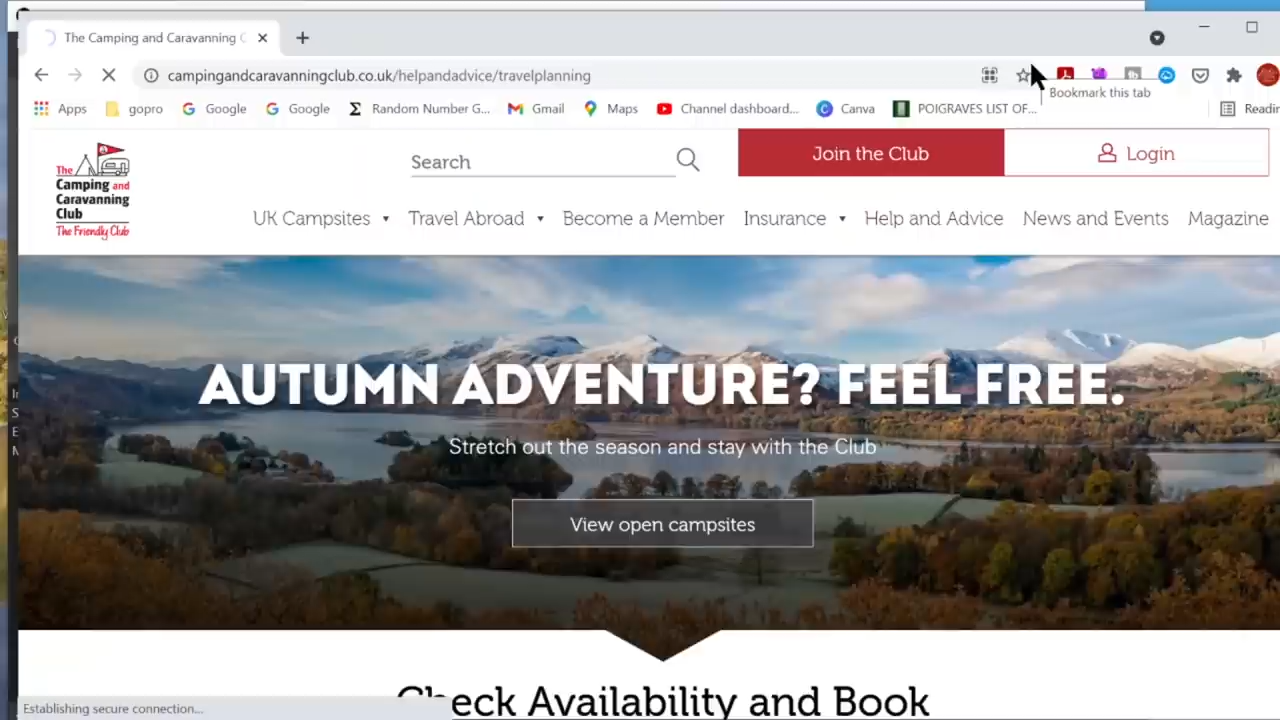 The Camping and Caravanning C
campingandcaravanningclub.co.uk/helpandadvice/travelplanning
Bookmark this tab
Apps gopro Google Google Random Number G... Gmail Maps Channel dashboard... Canva POIGRAVES LIST OF... Readin
The
Camping and
Caravanning
Club
The Friendly Club
Search
Join the Club
Login
UK Campsites Travel Abroad Become a Member Insurance Help and Advice News and Events Magazine
AUTUMN ADVENTURE? FEEL FREE.
Stretch out the season and stay with the Club
View open campsites
Check Availability and Book
Establishing secure connection...